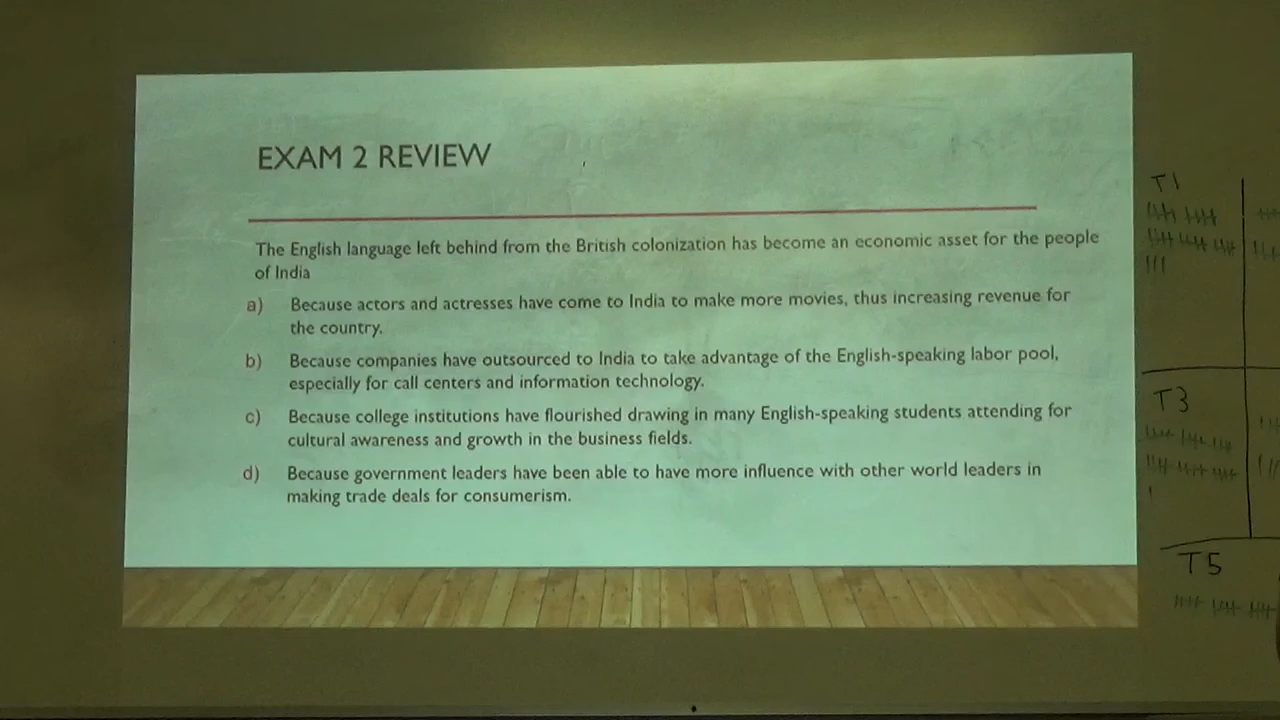 EXAM 2 REVIEW
The English language left behind from the British colonization has become an economic asset for the people
of India
a) Because actors and actresses have come to India to make more movies, thus increasing revenue for
the country.
b) Because companies have outsourced to India to take advantage of the English-speaking labor pool,
especially for call centers and information technology.
c) Because college institutions have flourished drawing in many English-speaking students attending for
cultural awareness and growth in the business fields.
d) Because government leaders have been able to have more influence with other world leaders in
making trade deals for consumerism.
T1
T3
T5